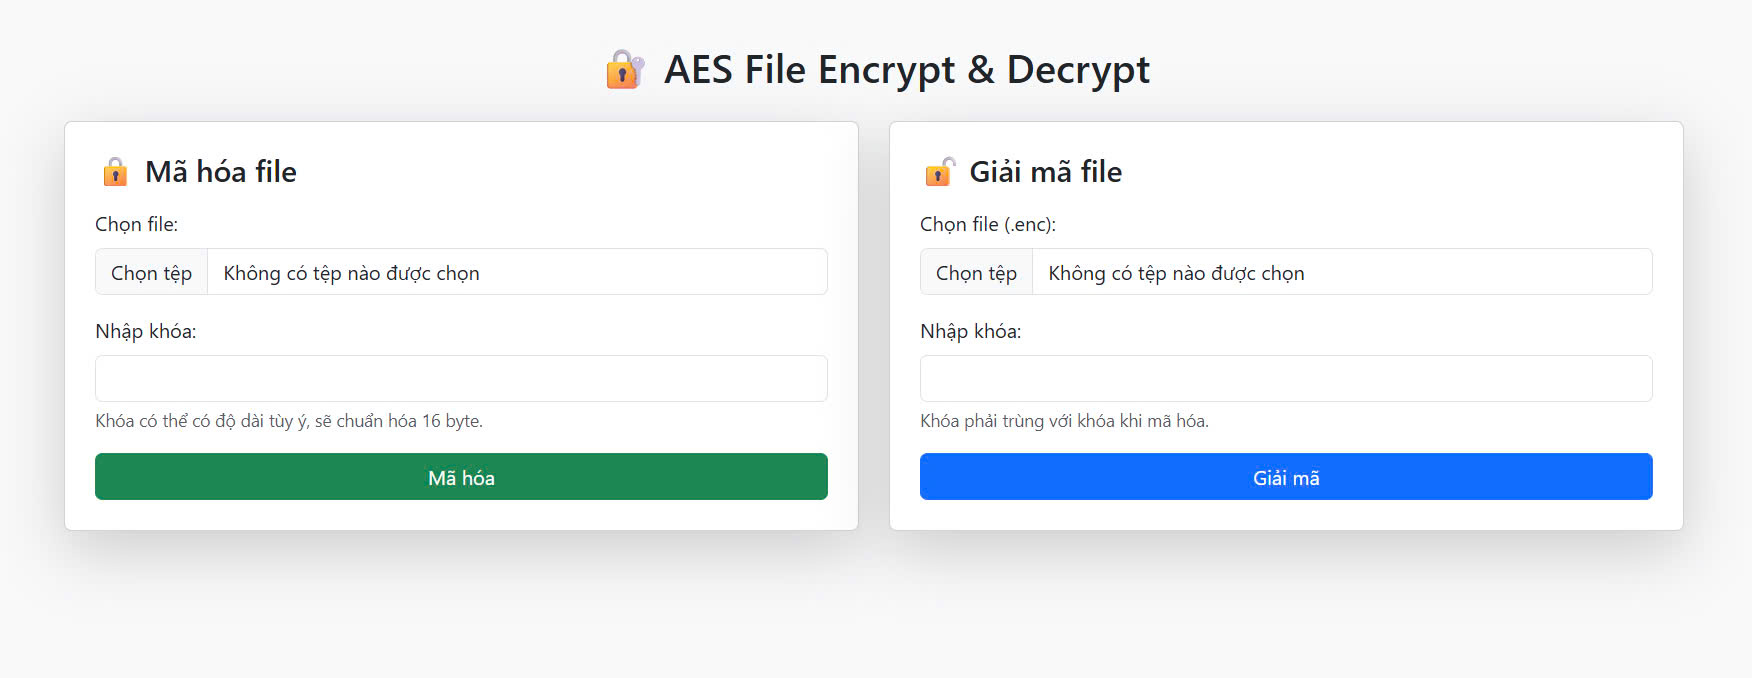 AES File Encrypt & Decrypt
Mã hóa file
Chọn file:
Chọn tệp Không có tệp nào được chọn
Nhập khóa:
Khóa có thể có độ dài tùy ý, sẽ chuẩn hóa 16 byte.
Mã hóa
Giải mã file
Chọn file (.enc):
Chọn tệp Không có tệp nào được chọn
Nhập khóa:
Khóa phải trùng với khóa khi mã hóa.
Giải mã